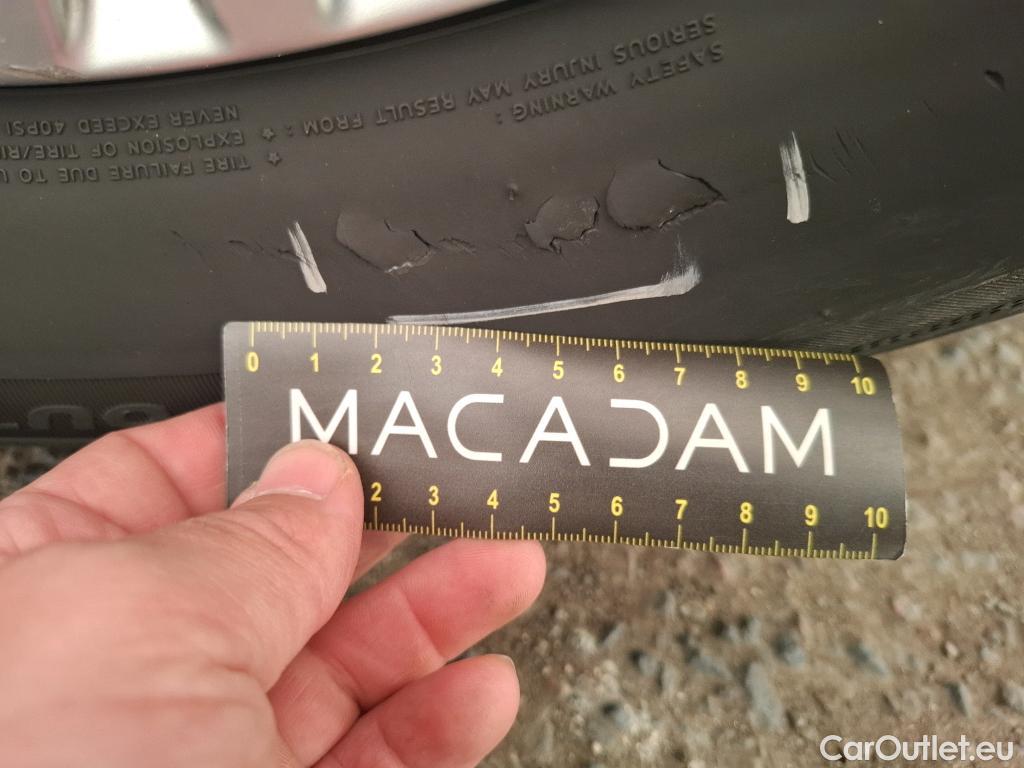 SAFETY WARNING :
SERIOUS INJURY MAY RESULT FROM :
★ TIRE FAILURE DUE TO U
★ EXPLOSION OF TIRE/RI
NEVER EXCEED 40PSI
0 1 2 3 4 5 6 7 8 9 10
MACADAM
2 3 4 5 6 7 8 9 10
CarOutlet.eu